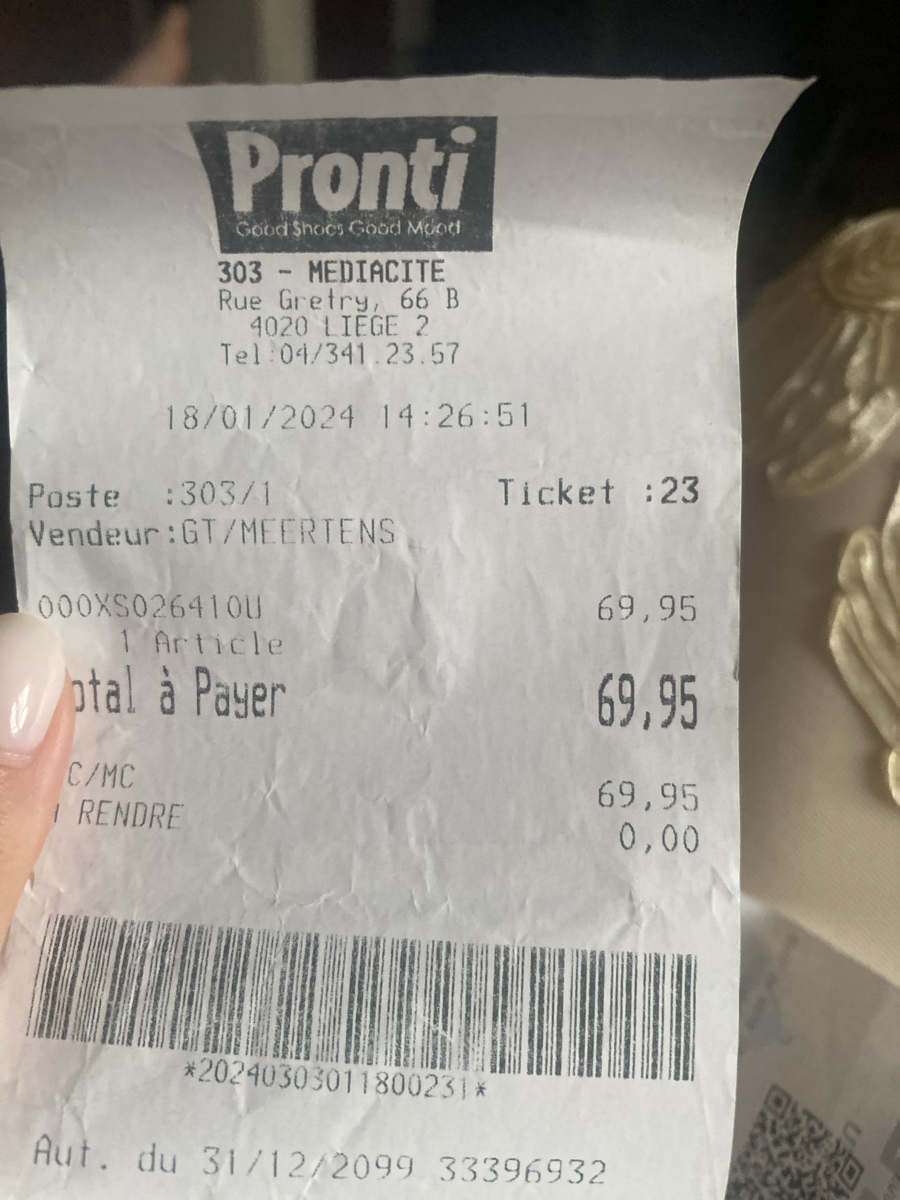 Pronti
Good Shoes Good Mood
303 - MEDIACITE
Rue Gretry, 66 B
4020 LIEGE 2
Tel:04/341.23.57
18/01/2024 14:26:51
Poste :303/1 Ticket :23
Vendeur:GT/MEERTENS
000XS026410U 69,95
1 Article
otal à Payer 69,95
C/MC 69,95
RENDRE 0,00
*20240303011800231*
Aut. du 31/12/2099 33396932